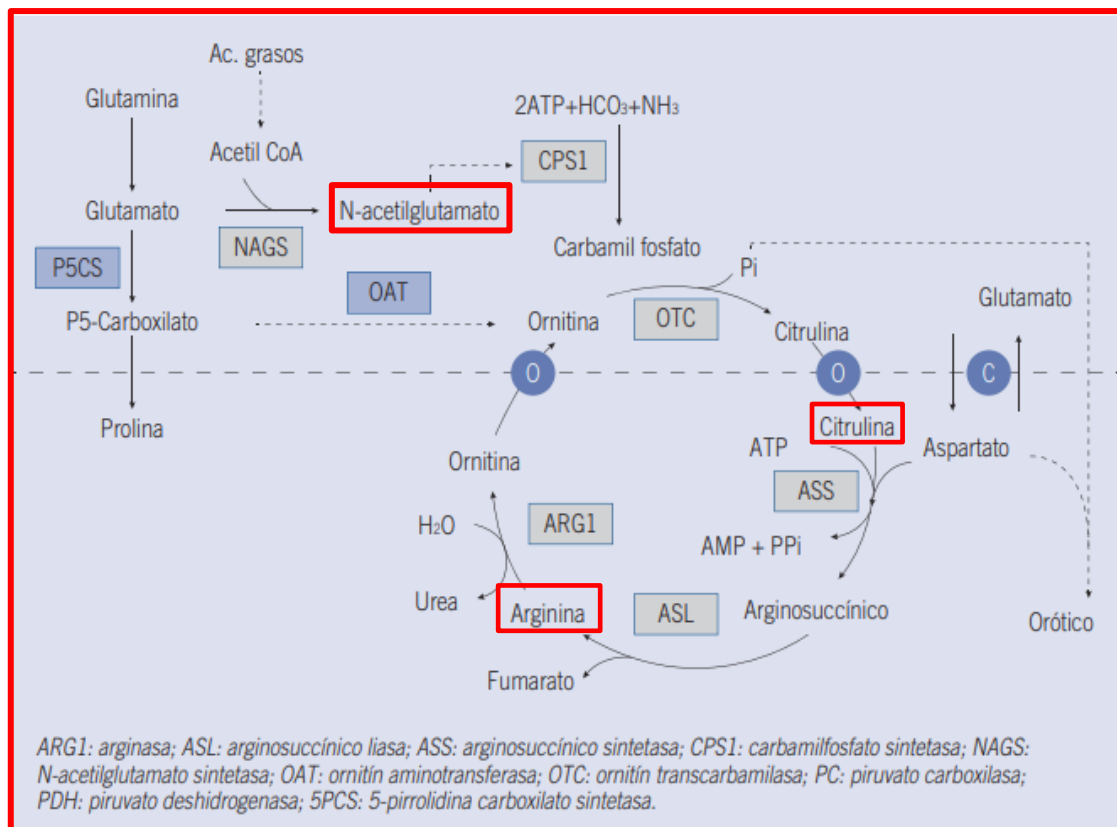 Ac. grasos
Glutamina
2ATP+HCO₃+NH₃
Acetil CoA
CPS1
Glutamato
N-acetilglutamato
NAGS
Carbamil fosfato
P5CS
OAT
Pi
Glutamato
P5-Carboxilato
Ornitina
OTC
Citrulina
O
O
C
Prolina
Citrulina
Ornitina
ATP
Aspartato
ASS
H₂O
ARG1
AMP + PPi
Urea
Arginina
ASL
Arginosuccínico
Orótico
Fumarato
ARG1: arginasa; ASL: arginosuccínico liasa; ASS: arginosuccínico sintetasa; CPS1: carbamilfosfato sintetasa; NAGS:
N-acetilglutamato sintetasa; OAT: ornitín aminotransferasa; OTC: ornitín transcarbamilasa; PC: piruvato carboxilasa;
PDH: piruvato deshidrogenasa; 5PCS: 5-pirrolidina carboxilato sintetasa.